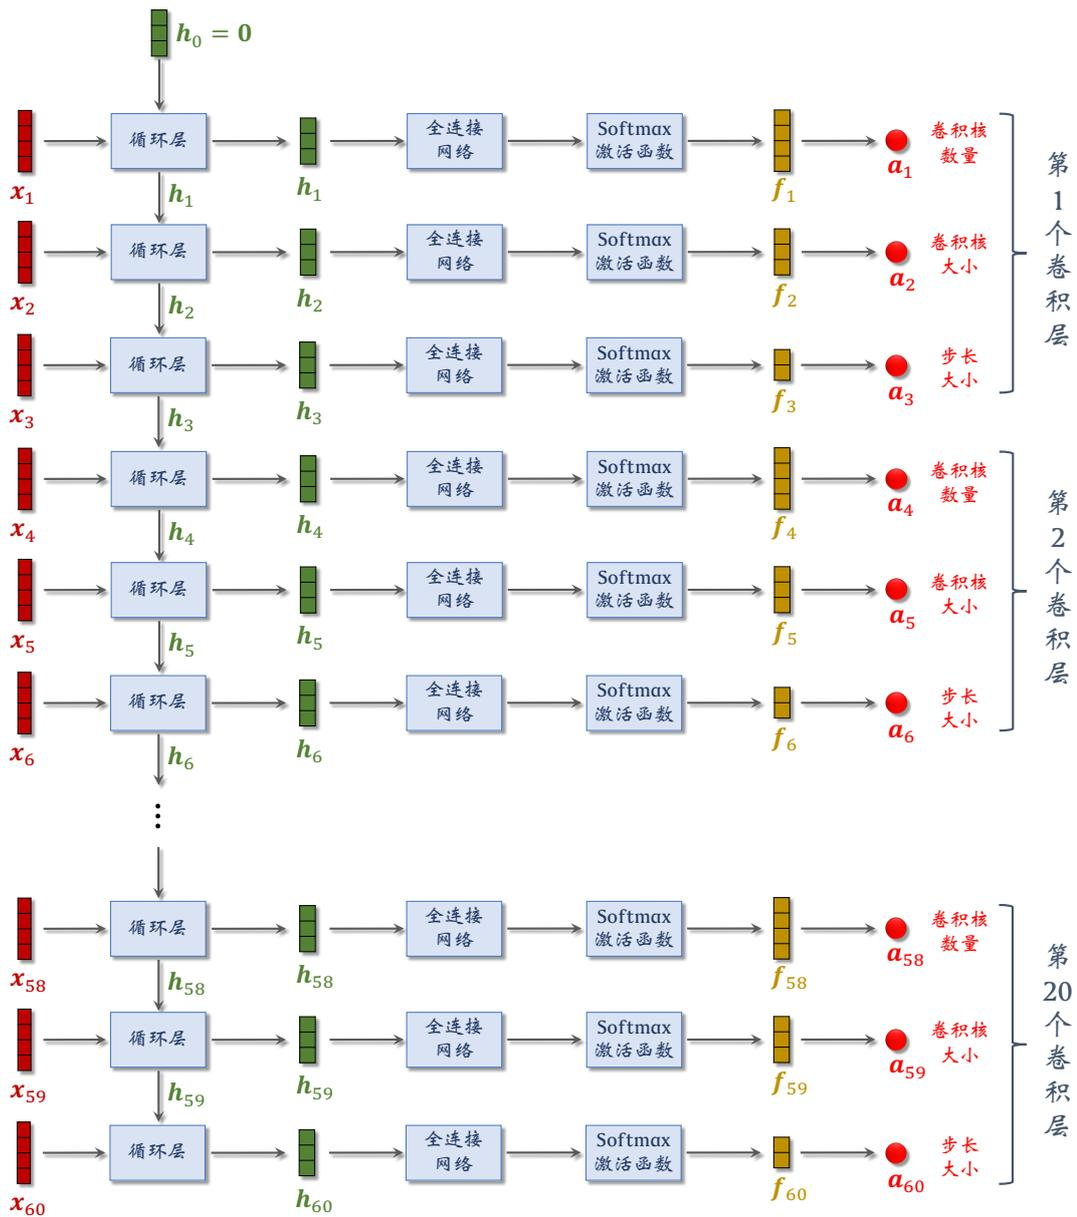 h₀ = 0
x₁
循环层
h₁
h₁
全连接
网络
Softmax
激活函数
f₁
a₁
卷积核
数量
x₂
循环层
h₂
h₂
全连接
网络
Softmax
激活函数
f₂
a₂
卷积核
大小
x₃
循环层
h₃
h₃
全连接
网络
Softmax
激活函数
f₃
a₃
步长
大小
第1个卷积层
x₄
循环层
h₄
h₄
全连接
网络
Softmax
激活函数
f₄
a₄
卷积核
数量
x₅
循环层
h₅
h₅
全连接
网络
Softmax
激活函数
f₅
a₅
卷积核
大小
x₆
循环层
h₆
h₆
全连接
网络
Softmax
激活函数
f₆
a₆
步长
大小
第2个卷积层
⋮
x₅₈
循环层
h₅₈
h₅₈
全连接
网络
Softmax
激活函数
f₅₈
a₅₈
卷积核
数量
x₅₉
循环层
h₅₉
h₅₉
全连接
网络
Softmax
激活函数
f₅₉
a₅₉
卷积核
大小
x₆₀
循环层
h₆₀
全连接
网络
Softmax
激活函数
f₆₀
a₆₀
步长
大小
第20个卷积层